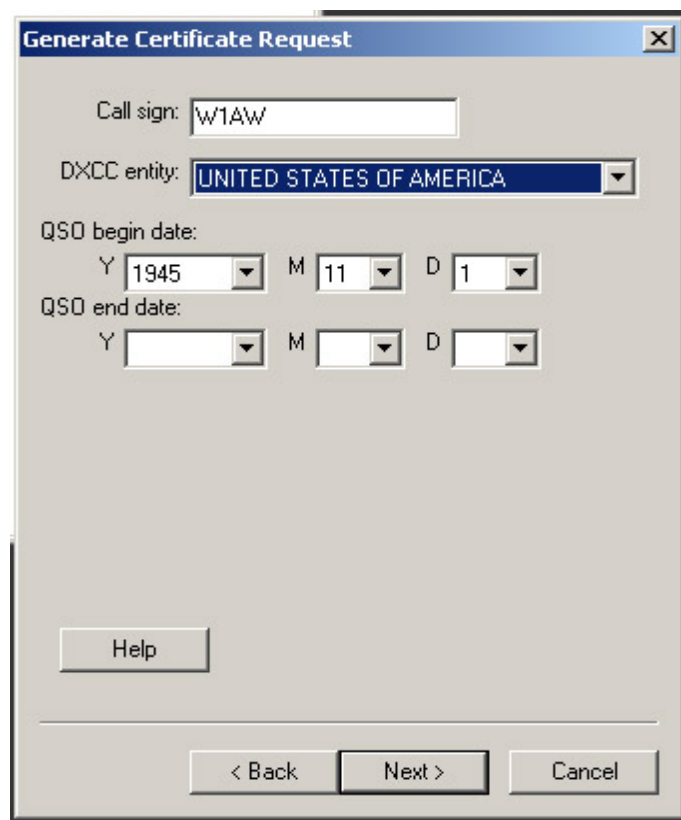 Generate Certificate Request
Call sign: W1AW
DXCC entity: UNITED STATES OF AMERICA
QSO begin date:
Y 1945 M 11 D 1
QSO end date:
Y M D
Help
< Back Next > Cancel